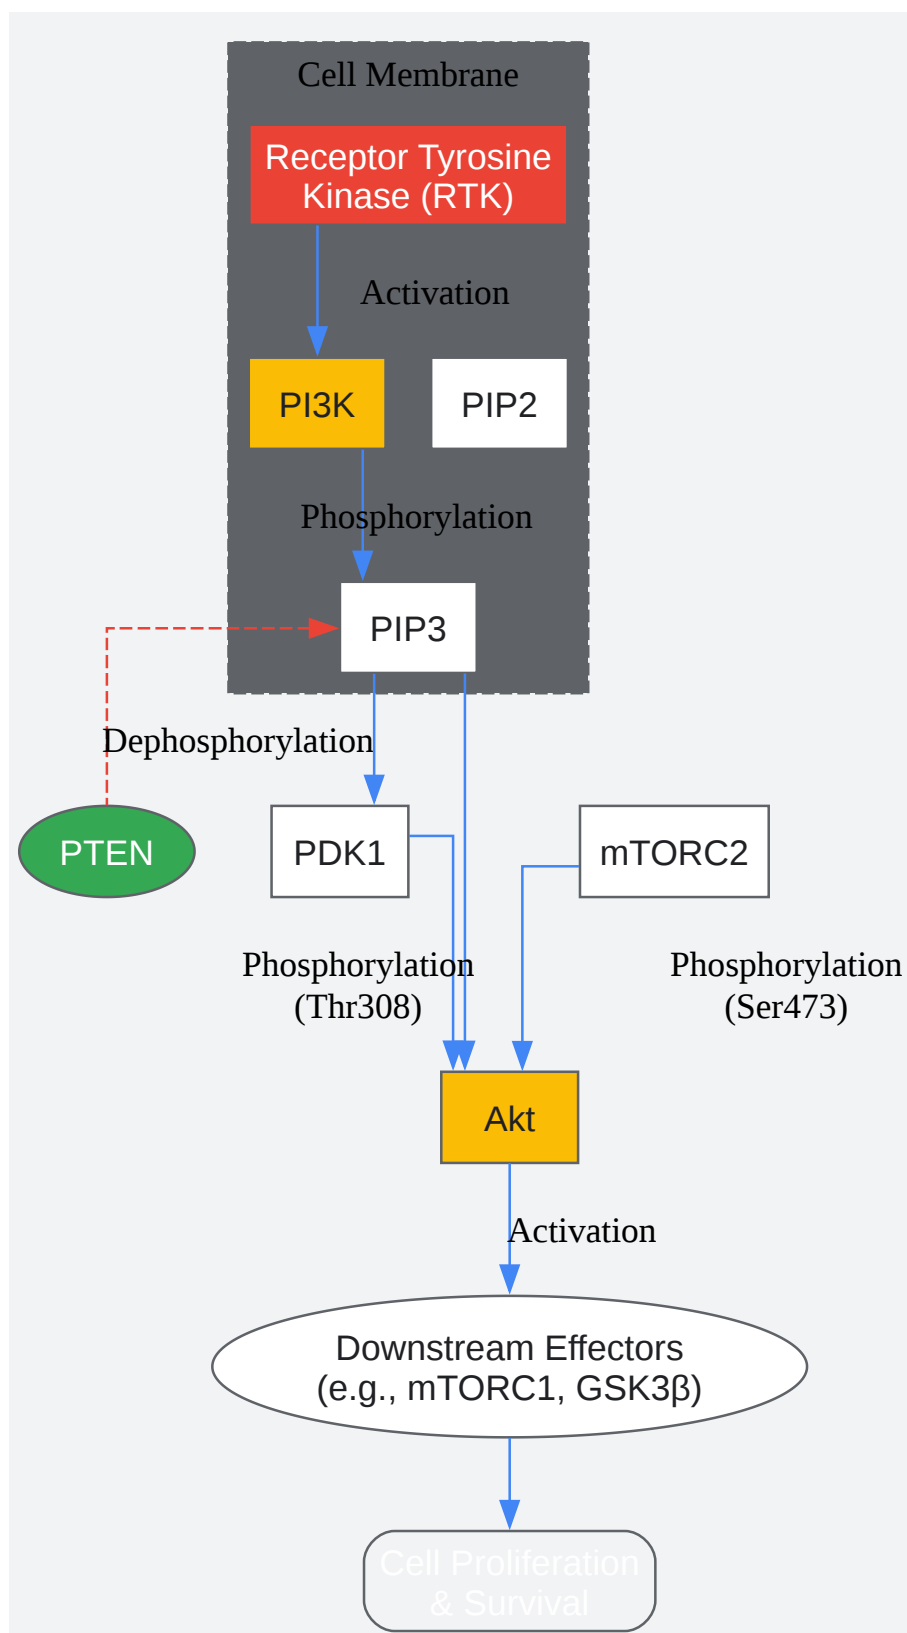 Cell Membrane
Receptor Tyrosine
Kinase (RTK)
Activation
PI3K
PIP2
Phosphorylation
PIP3
Dephosphorylation
PTEN
PDK1
mTORC2
Phosphorylation
(Thr308)
Phosphorylation
(Ser473)
Akt
Activation
Downstream Effectors
(e.g., mTORC1, GSK3β)
Cell Proliferation
& Survival